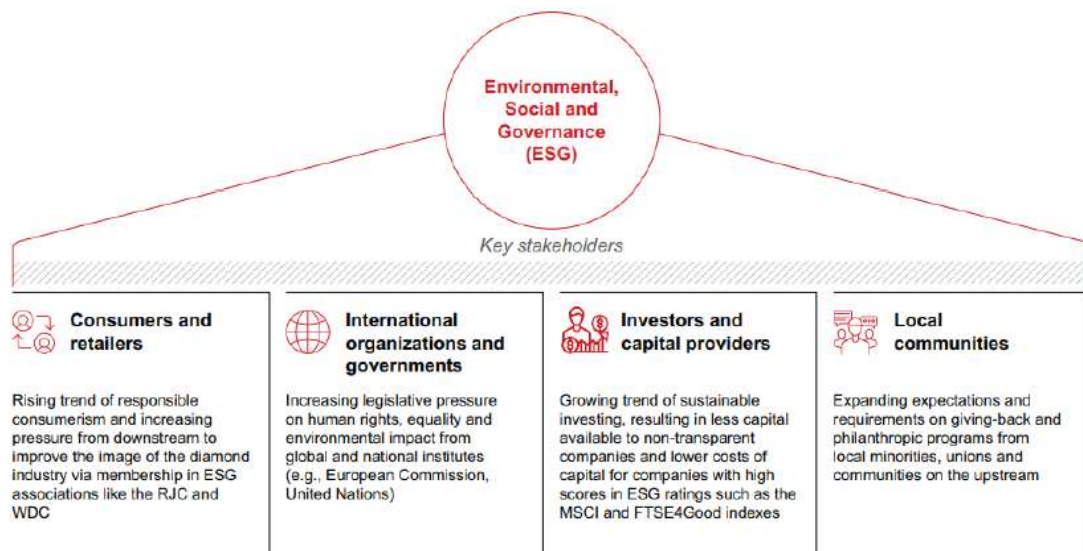 Environmental,
Social and
Governance
(ESG)
Key stakeholders
Consumers and
retailers
Rising trend of responsible
consumerism and increasing
pressure from downstream to
improve the image of the diamond
industry via membership in ESG
associations like the RJC and
WDC
International
organizations and
governments
Increasing legislative pressure
on human rights, equality and
environmental impact from
global and national institutes
(e.g., European Commission,
United Nations)
Investors and
capital providers
Growing trend of sustainable
investing, resulting in less capital
available to non-transparent
companies and lower costs of
capital for companies with high
scores in ESG ratings such as the
MSCI and FTSE4Good indexes
Local
communities
Expanding expectations and
requirements on giving-back and
philanthropic programs from
local minorities, unions and
communities on the upstream